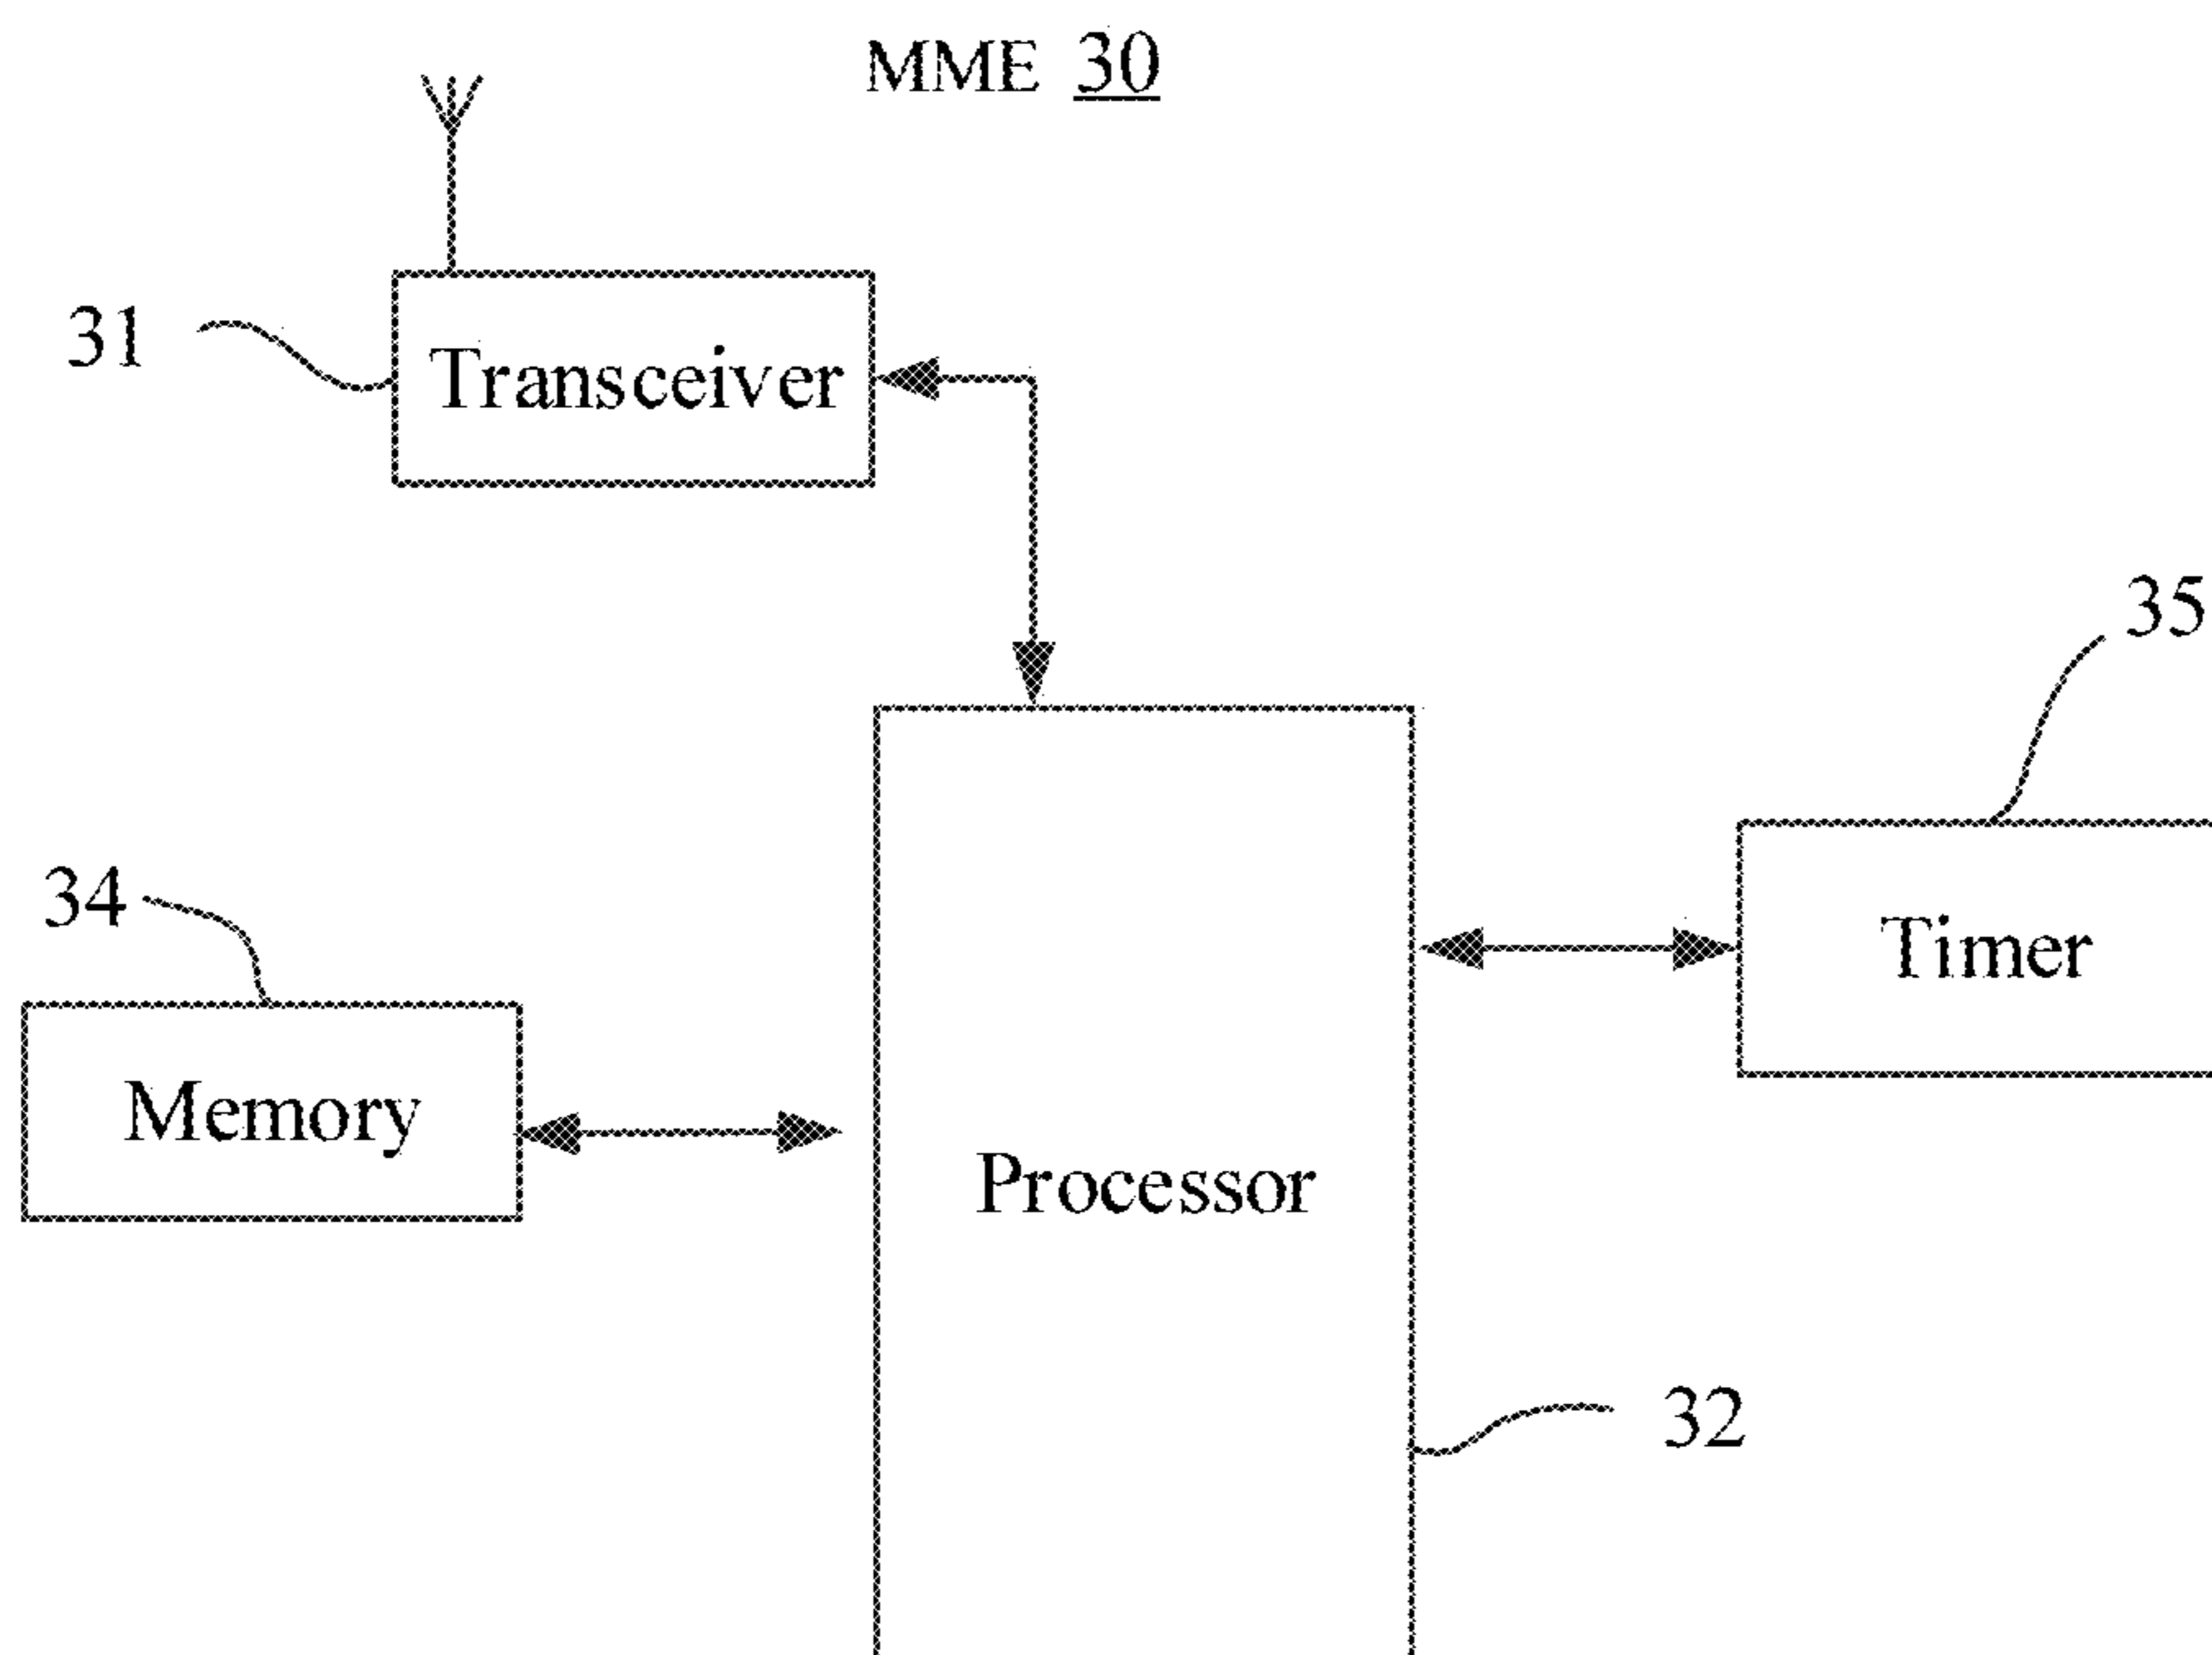 MME 30
31
Transceiver
35
34
Timer
Memory
Processor
32